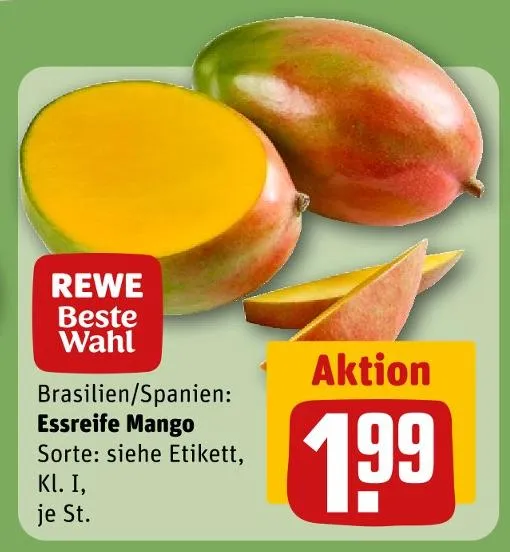 REWE
Beste
Wahl
Brasilien/Spanien:
Essreife Mango
Sorte: siehe Etikett,
Kl. I,
je St.
Aktion
1.99